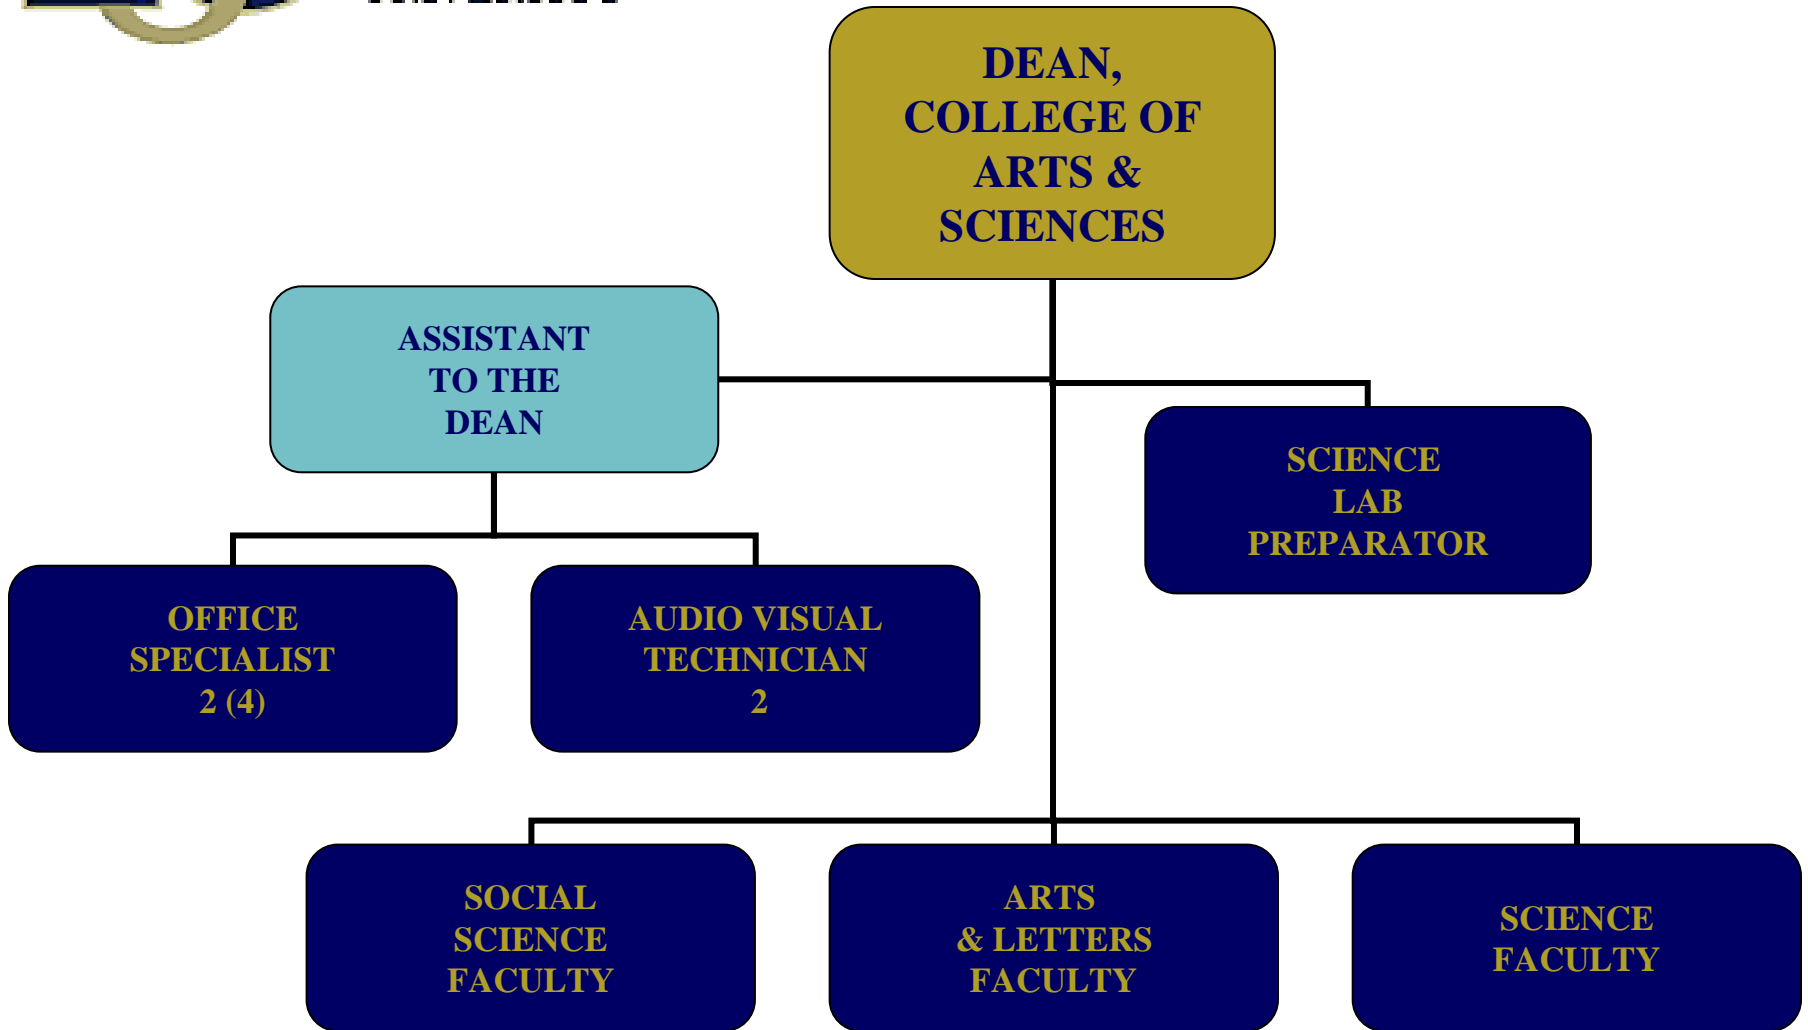 DEAN,
COLLEGE OF
ARTS &
SCIENCES
ASSISTANT
TO THE
DEAN
SCIENCE
LAB
PREPARATOR
OFFICE
SPECIALIST
2 (4)
AUDIO VISUAL
TECHNICIAN
2
SOCIAL
SCIENCE
FACULTY
ARTS
& LETTERS
FACULTY
SCIENCE
FACULTY